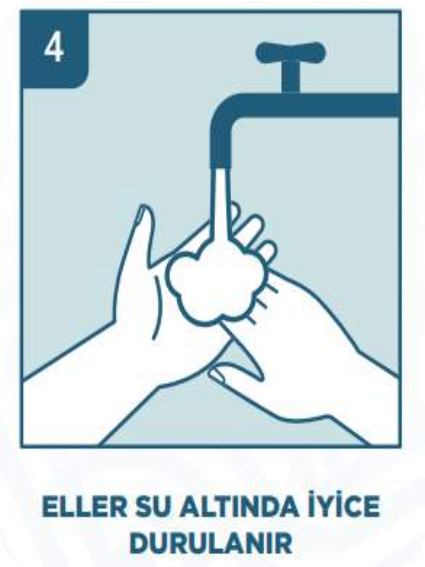 4
ELLER SU ALTINDA İYİCE
DURULANIR